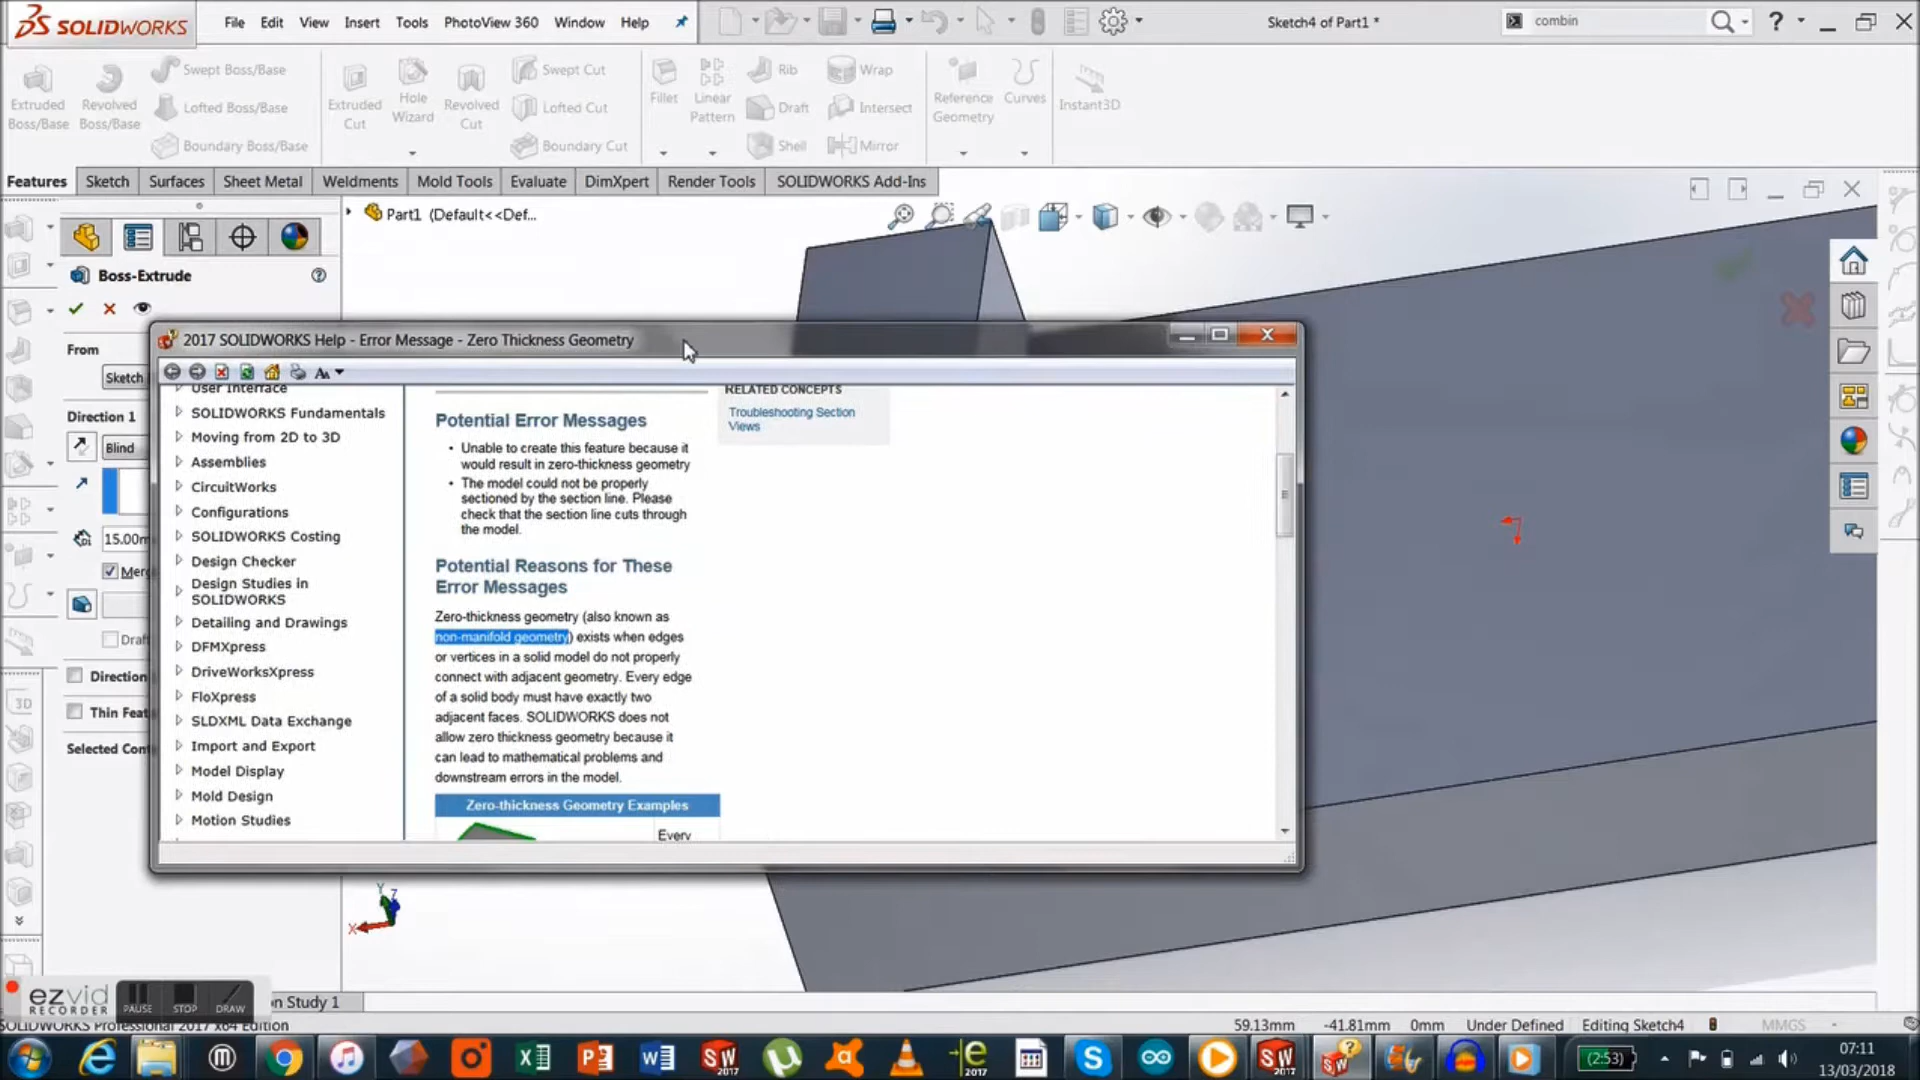 SOLIDWORKS
File Edit View Insert Tools PhotoView 360 Window Help
Sketch4 of Part1 *
combin
Extruded Boss/Base
Revolved Boss/Base
Swept Boss/Base
Lofted Boss/Base
Boundary Boss/Base
Extruded Cut
Hole Wizard
Revolved Cut
Swept Cut
Lofted Cut
Boundary Cut
Fillet
Linear Pattern
Rib
Draft
Shell
Wrap
Intersect
Mirror
Reference Geometry
Curves
Instant3D
Features Sketch Surfaces Sheet Metal Weldments Mold Tools Evaluate DimXpert Render Tools SOLIDWORKS Add-Ins
Part1 (Default<<Def...
Boss-Extrude
From
Sketch
Direction 1
Blind
15.00m
Mer
Draft
Direction
Thin Feat
Selected Con
2017 SOLIDWORKS Help - Error Message - Zero Thickness Geometry
User Interface
SOLIDWORKS Fundamentals
Moving from 2D to 3D
Assemblies
CircuitWorks
Configurations
SOLIDWORKS Costing
Design Checker
Design Studies in
SOLIDWORKS
Detailing and Drawings
DFMXpress
DriveWorksXpress
FloXpress
SLDXML Data Exchange
Import and Export
Model Display
Mold Design
Motion Studies
Potential Error Messages
• Unable to create this feature because it
would result in zero-thickness geometry
• The model could not be properly
sectioned by the section line. Please
check that the section line cuts through
the model.
Potential Reasons for These
Error Messages
Zero-thickness geometry (also known as
non-manifold geometry) exists when edges
or vertices in a solid model do not properly
connect with adjacent geometry. Every edge
of a solid body must have exactly two
adjacent faces. SOLIDWORKS does not
allow zero thickness geometry because it
can lead to mathematical problems and
downstream errors in the model.
Zero-thickness Geometry Examples
Every
RELATED CONCEPTS
Troubleshooting Section
Views
Y
Z
X
3D
ezvid
RECORDER
PAUSE STOP DRAW
on Study 1
SOLIDWORKS Professional 2017 x64 Edition
59.13mm -41.81mm 0mm Under Defined Editing Sketch4 MMGS
(2:53)
07:11
13/03/2018